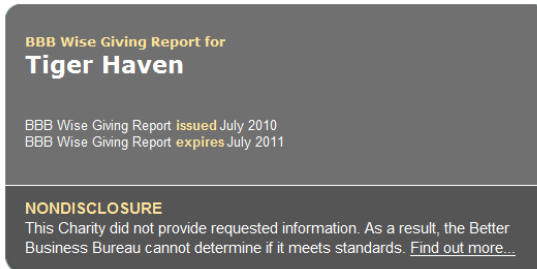 BBB Wise Giving Report for
Tiger Haven
BBB Wise Giving Report issued July 2010
BBB Wise Giving Report expires July 2011
NONDISCLOSURE
This Charity did not provide requested information. As a result, the Better
Business Bureau cannot determine if it meets standards. Find out more...